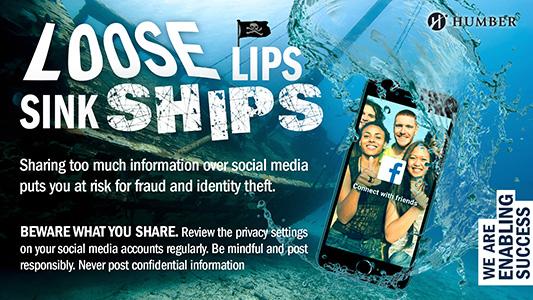 LOOSE LIPS
SINK SHIPS
HUMBER
Sharing too much information over social media
puts you at risk for fraud and identity theft.
BEWARE WHAT YOU SHARE. Review the privacy settings
on your social media accounts regularly. Be mindful and post
responsibly. Never post confidential information
f
Connect with friends
WE ARE
ENABLING
SUCCESS